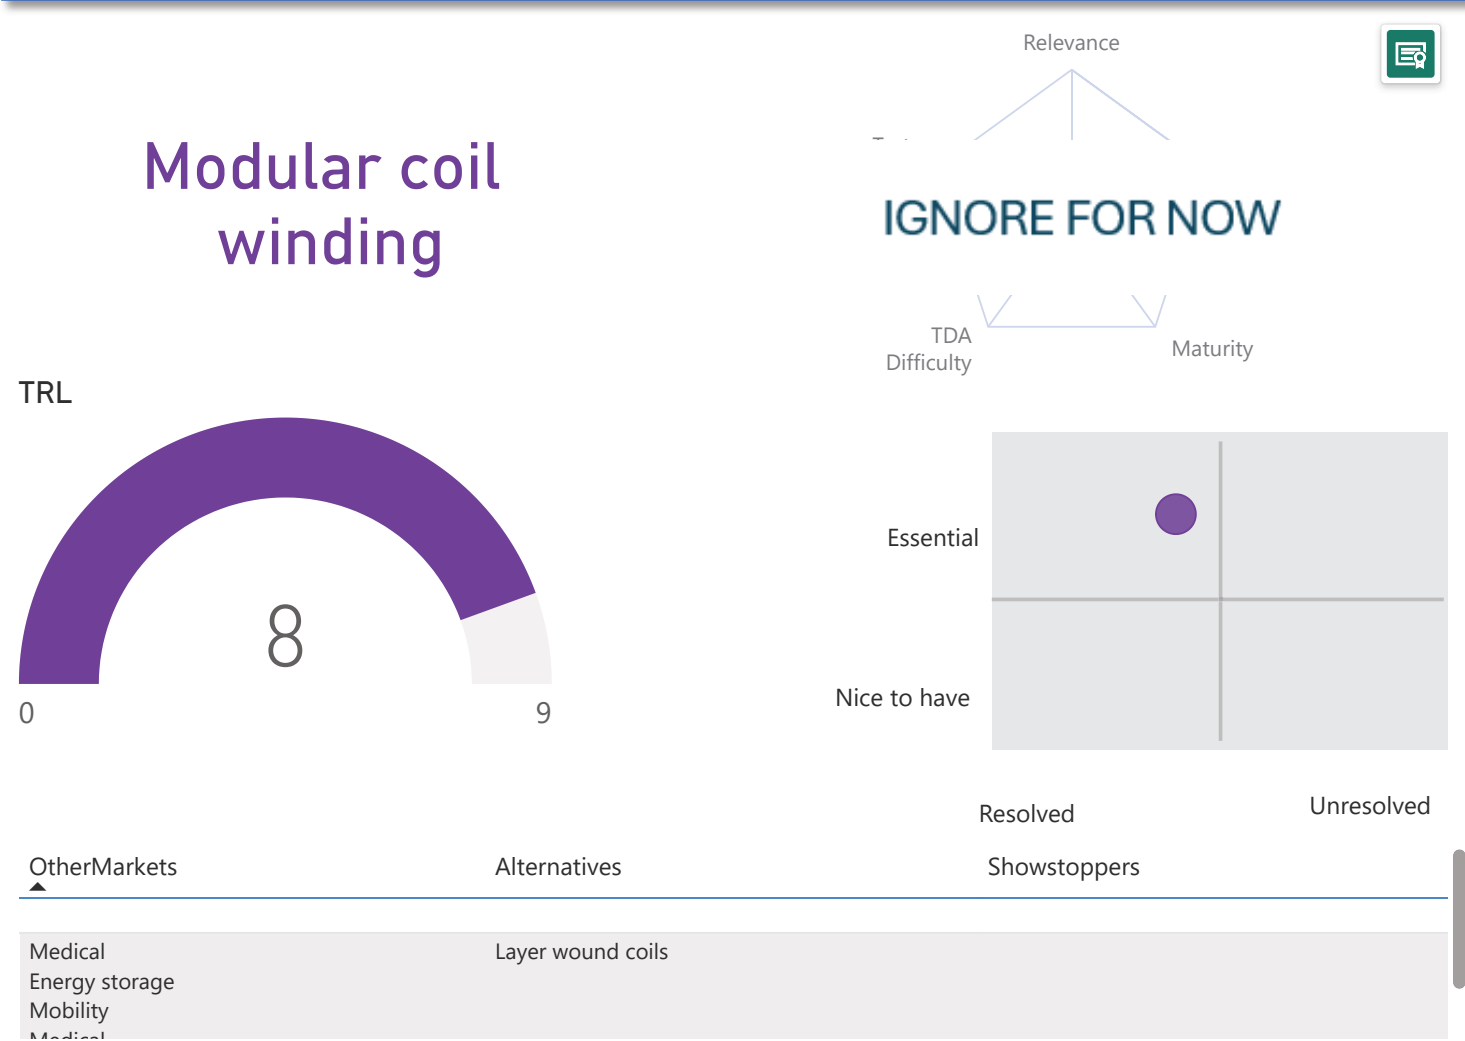 Relevance
Modular coil
winding
IGNORE FOR NOW
TDA
Difficulty
Maturity
TRL
8
0
9
Essential
Nice to have
Resolved
Unresolved
OtherMarkets
Alternatives
Showstoppers
Medical
Layer wound coils
Energy storage
Mobility
Medical